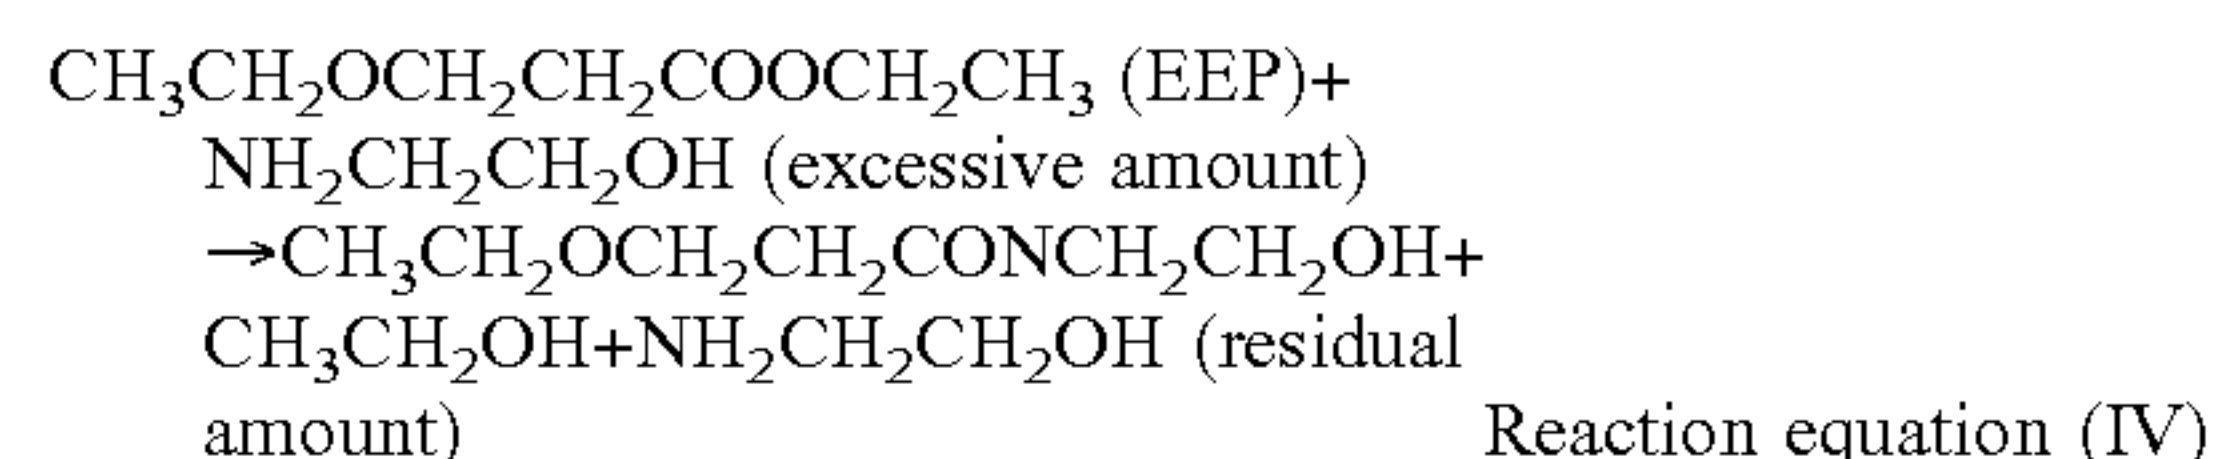 CH₃CH₂OCH₂CH₂COOCH₂CH₃ (EEP)+
NH₂CH₂CH₂OH (excessive amount)
→CH₃CH₂OCH₂CH₂CONCH₂CH₂OH+
CH₃CH₂OH+NH₂CH₂CH₂OH (residual
amount) Reaction equation (IV)